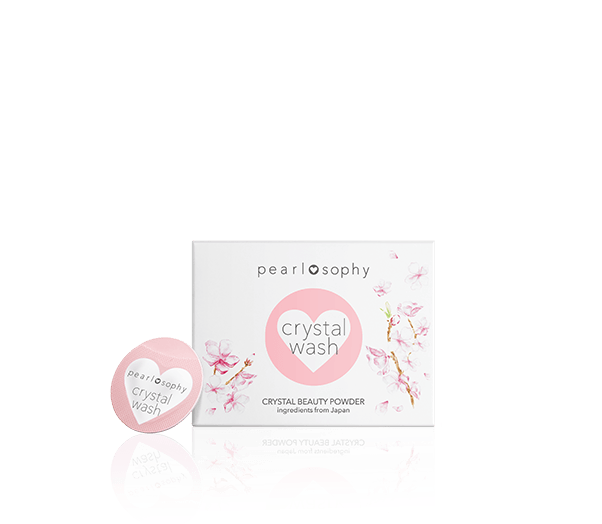 pearlosophy
crystal
wash
CRYSTAL BEAUTY POWDER
ingredients from Japan
pearlosophy
crystal
wash